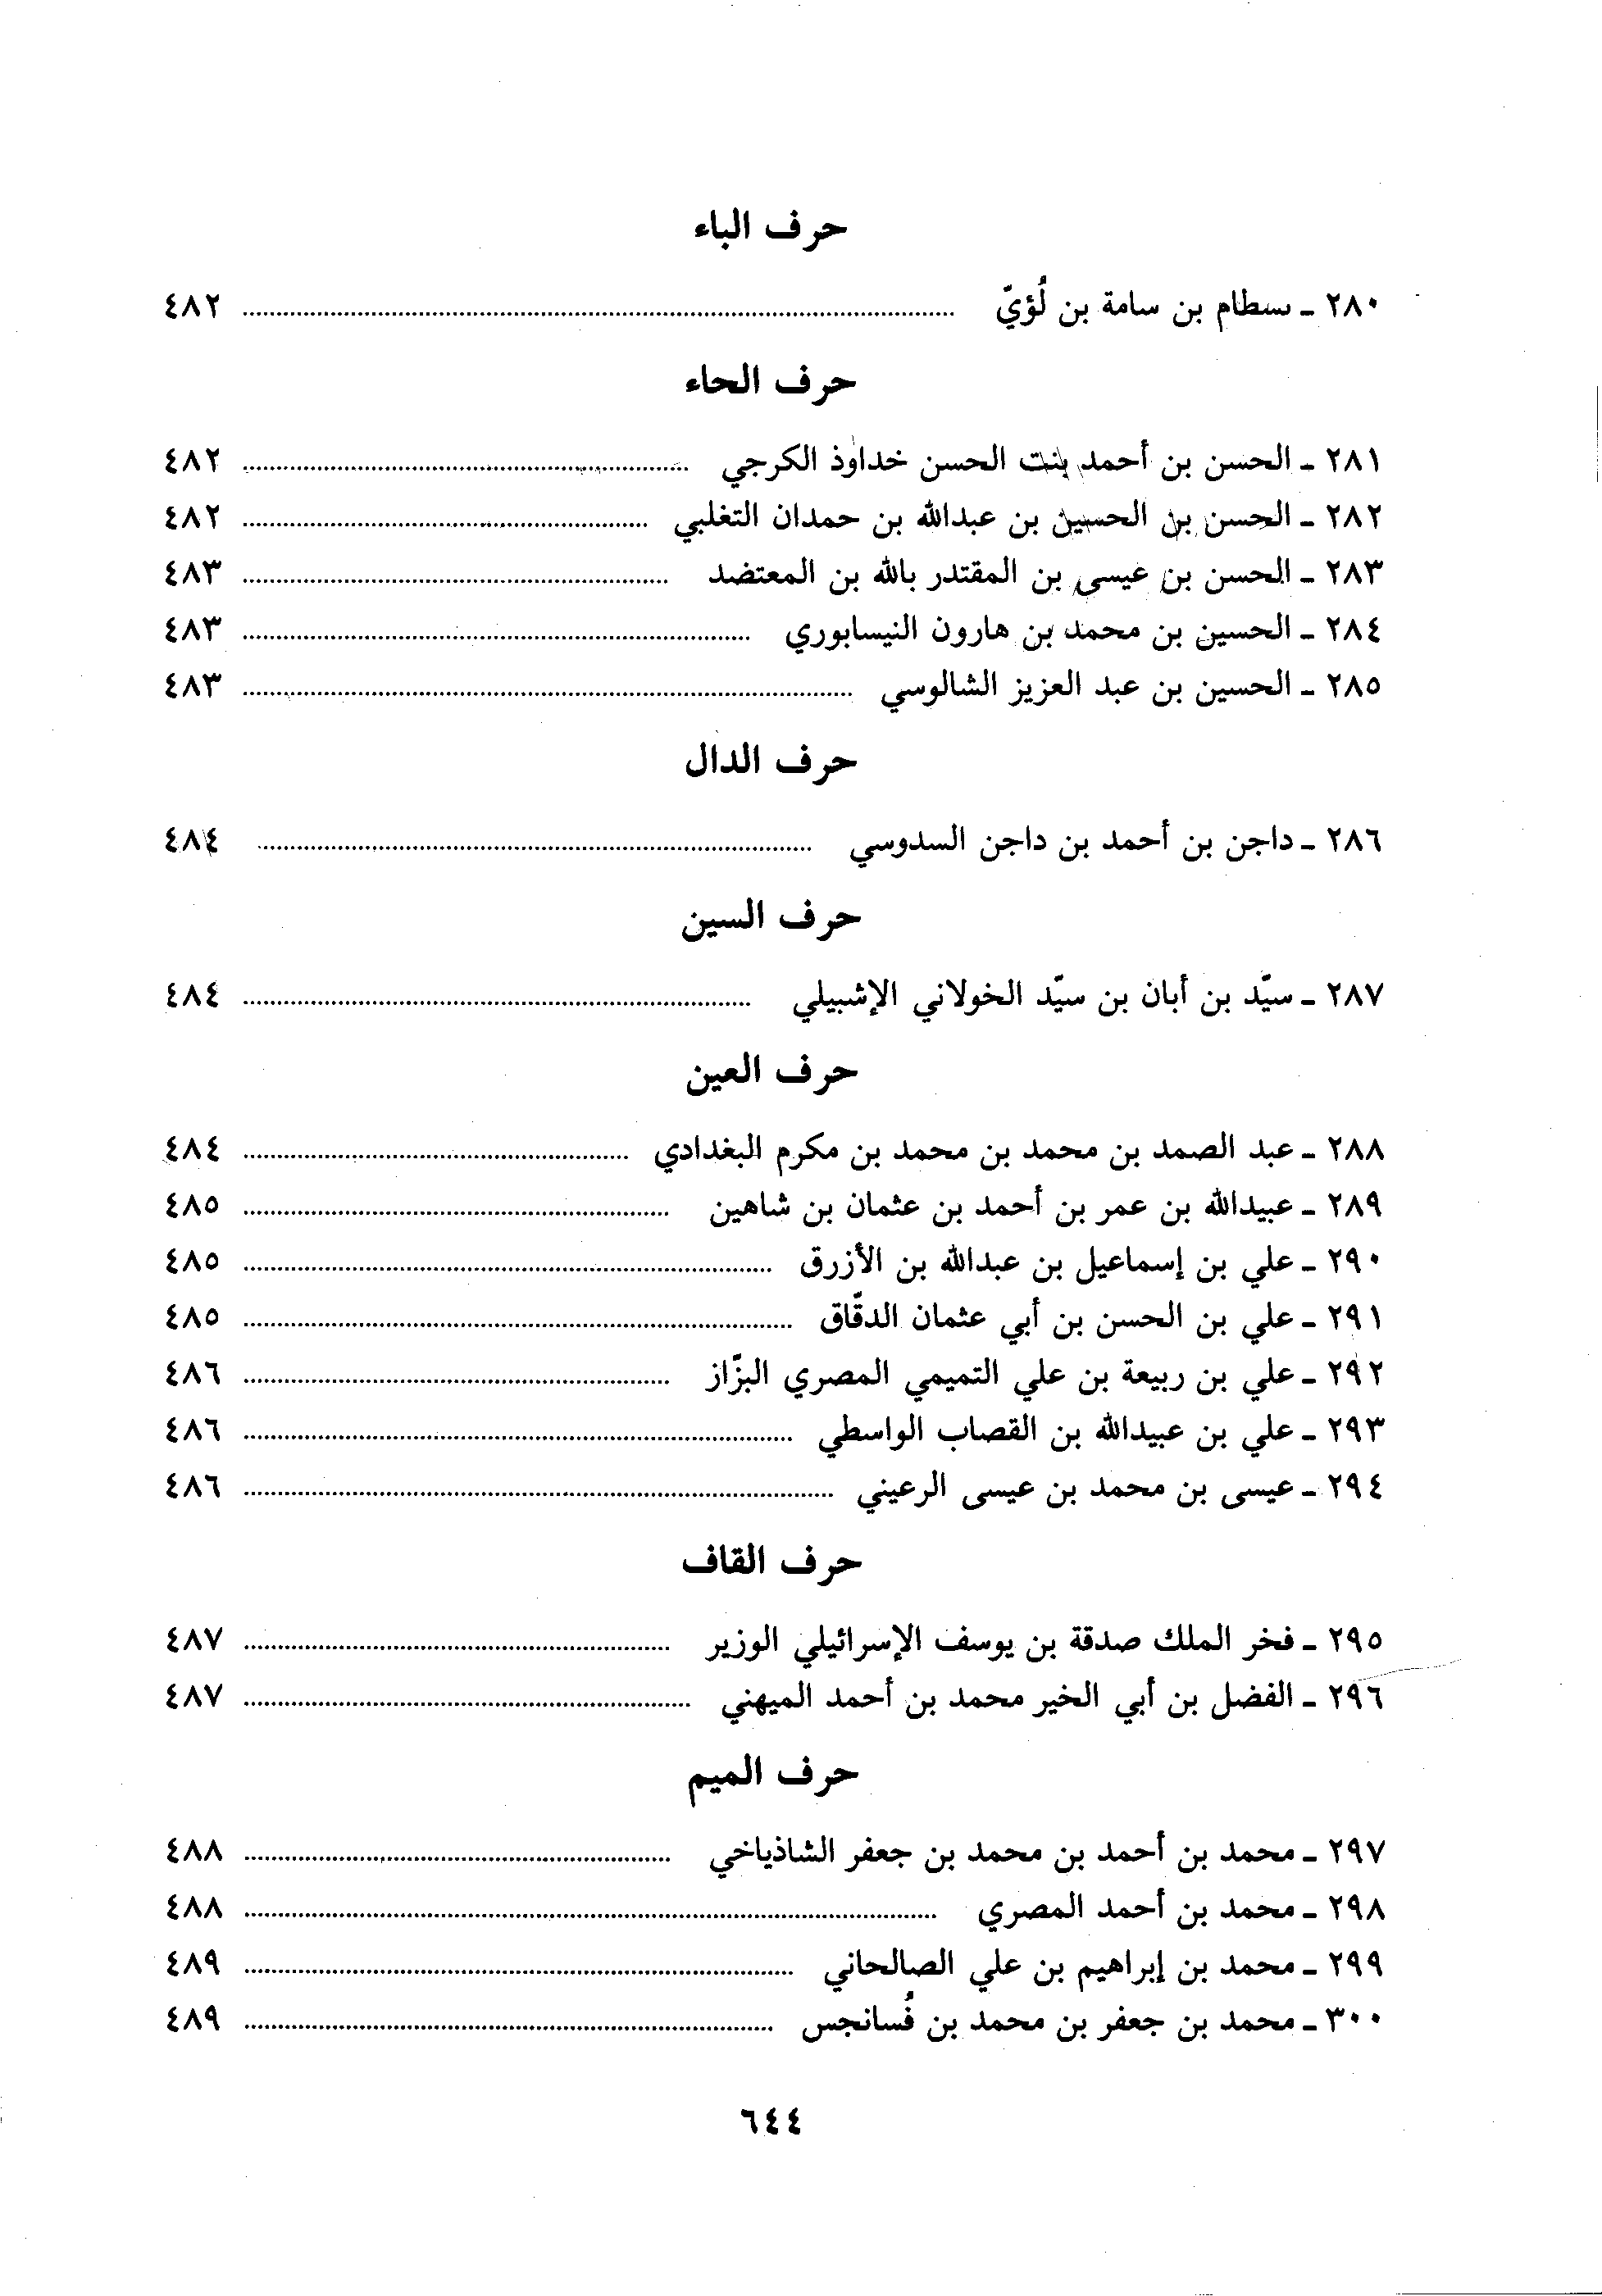 حرف الباء
٢٨٠ ـ بسطام بن سامة بن لُؤيّ ........ ٤٨٢
حرف الحاء
٢٨١ ـ الحسن بن أحمد بنت الحسن خداوذ الكرجي ........ ٤٨٢
٢٨٢ ـ الحسن بن الحسين بن عبدالله بن حمدان التغلبي ........ ٤٨٢
٢٨٣ ـ الحسن بن عيسى بن المقتدر بالله بن المعتضد ........ ٤٨٣
٢٨٤ ـ الحسين بن محمد بن هارون النيسابوري ........ ٤٨٣
٢٨٥ ـ الحسين بن عبد العزيز الشالوسي ........ ٤٨٣
حرف الدال
٢٨٦ ـ داجن بن أحمد بن داجن السدوسي ........ ٤٨٤
حرف السين
٢٨٧ ـ سيّد بن أبان بن سيّد الخولاني الإشبيلي ........ ٤٨٤
حرف العين
٢٨٨ ـ عبد الصمد بن محمد بن محمد بن مكرم البغدادي ........ ٤٨٤
٢٨٩ ـ عبيدالله بن عمر بن أحمد بن عثمان بن شاهين ........ ٤٨٥
٢٩٠ ـ علي بن إسماعيل بن عبدالله بن الأزرق ........ ٤٨٥
٢٩١ ـ علي بن الحسن بن أبي عثمان الدقّاق ........ ٤٨٥
٢٩٢ ـ علي بن ربيعة بن علي التميمي المصري البزّاز ........ ٤٨٦
٢٩٣ ـ علي بن عبيدالله بن القصاب الواسطي ........ ٤٨٦
٢٩٤ ـ عيسى بن محمد بن عيسى الرعيني ........ ٤٨٦
حرف القاف
٢٩٥ ـ فخر الملك صدقة بن يوسف الإسرائيلي الوزير ........ ٤٨٧
٢٩٦ ـ الفضل بن أبي الخير محمد بن أحمد الميهني ........ ٤٨٧
حرف الميم
٢٩٧ ـ محمد بن أحمد بن محمد بن جعفر الشاذياخي ........ ٤٨٨
٢٩٨ ـ محمد بن أحمد المصري ........ ٤٨٨
٢٩٩ ـ محمد بن إبراهيم بن علي الصالحاني ........ ٤٨٩
٣٠٠ ـ محمد بن جعفر بن محمد بن فُسانجس ........ ٤٨٩
٦٤٤